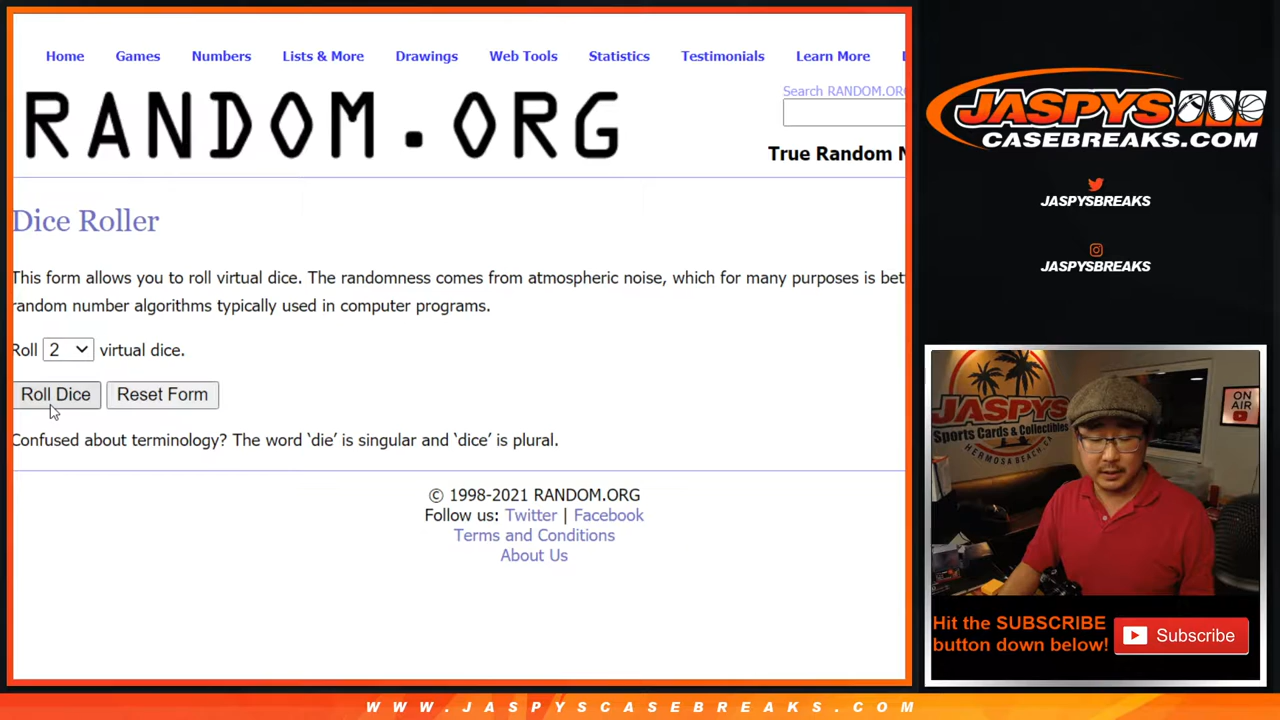 Home Games Numbers Lists & More Drawings Web Tools Statistics Testimonials Learn More
Search RANDOM.ORG
RANDOM.ORG
True Random N
Dice Roller
This form allows you to roll virtual dice. The randomness comes from atmospheric noise, which for many purposes is bet
random number algorithms typically used in computer programs.
Roll 2 virtual dice.
Roll Dice Reset Form
Confused about terminology? The word ‘die’ is singular and ‘dice’ is plural.
© 1998-2021 RANDOM.ORG
Follow us: Twitter | Facebook
Terms and Conditions
About Us
JASPYS
CASEBREAKS.COM
JASPYSBREAKS
JASPYSBREAKS
JASPYS
Sports Cards & Collectibles
HERMOSA BEACH, CA
ON
AIR
Hit the SUBSCRIBE
button down below!
Subscribe
WWW.JASPYSCASEBREAKS.COM